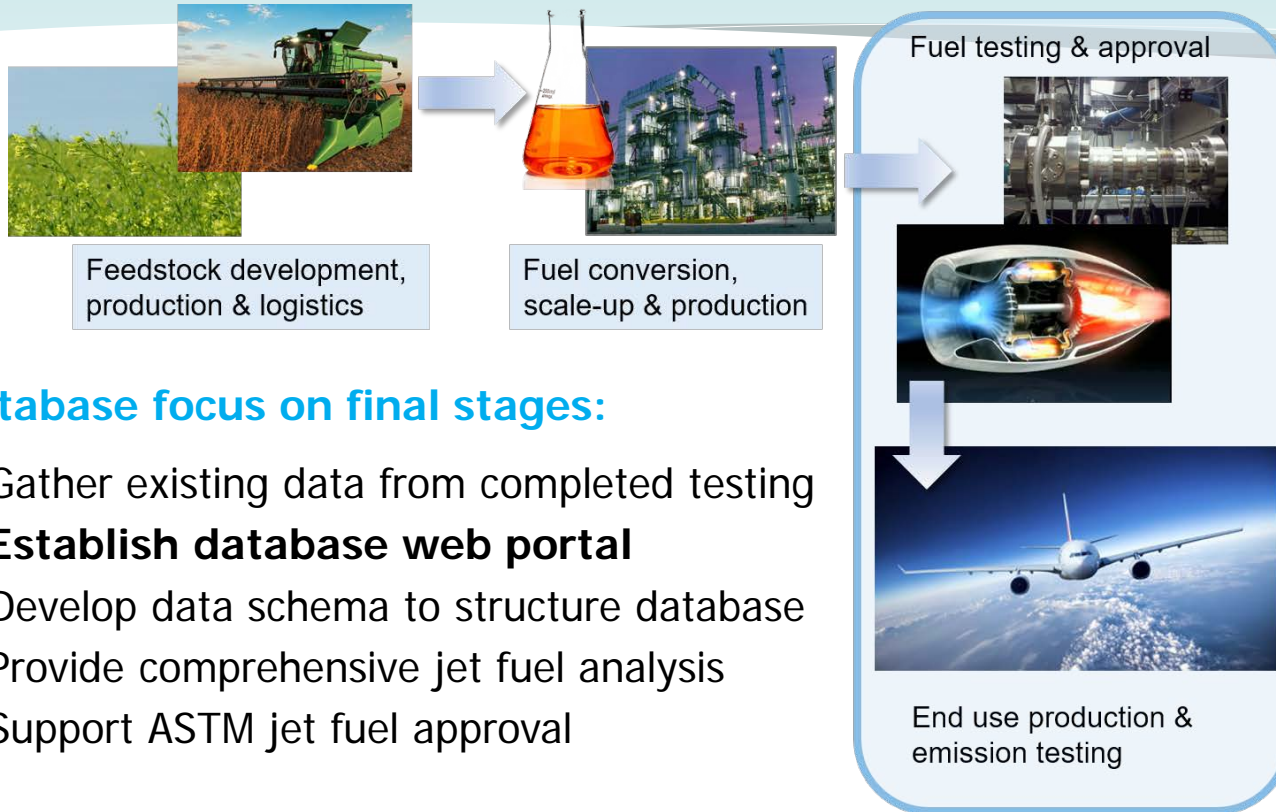 Fuel testing & approval
Feedstock development,
production & logistics
Fuel conversion,
scale-up & production
tabase focus on final stages:
Gather existing data from completed testing
Establish database web portal
Develop data schema to structure database
Provide comprehensive jet fuel analysis
Support ASTM jet fuel approval
End use production &
emission testing